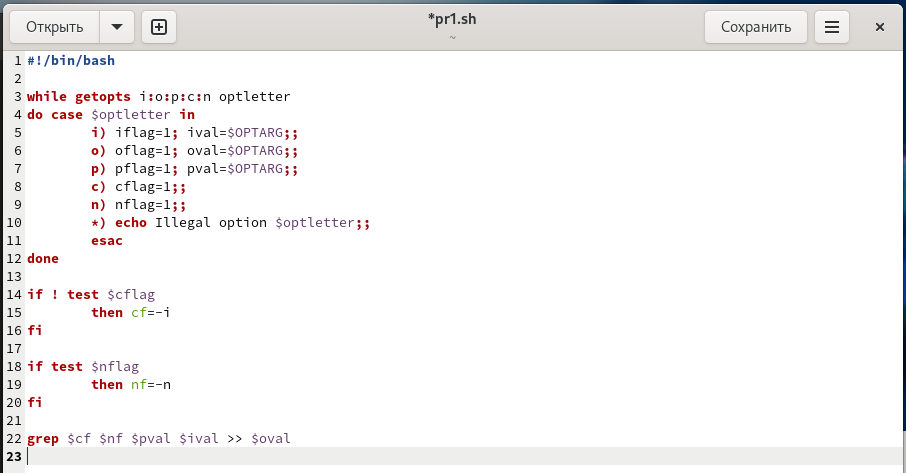 Открыть
*pr1.sh
~
Сохранить
1 #!/bin/bash
2
3 while getopts i:o:p:c:n optletter
4 do case $optletter in
5         i) iflag=1; ival=$OPTARG;;
6         o) oflag=1; oval=$OPTARG;;
7         p) pflag=1; pval=$OPTARG;;
8         c) cflag=1;;
9         n) nflag=1;;
10         *) echo Illegal option $optletter;;
11         esac
12 done
13
14 if ! test $cflag
15         then cf=-i
16 fi
17
18 if test $nflag
19         then nf=-n
20 fi
21
22 grep $cf $nf $pval $ival >> $oval
23